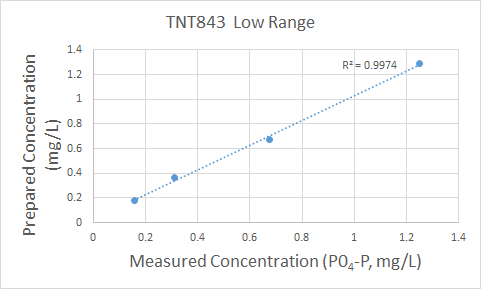 TNT843 Low Range
R² = 0.9974
Prepared Concentration
(mg/L)
1.4
1.2
1
0.8
0.6
0.4
0.2
0
0 0.2 0.4 0.6 0.8 1 1.2 1.4
Measured Concentration (P0₄-P, mg/L)